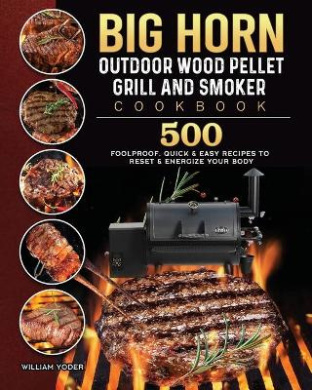 BIG HORN
OUTDOOR WOOD PELLET
GRILL AND SMOKER
COOKBOOK
500
FOOLPROOF, QUICK & EASY RECIPES TO
RESET & ENERGIZE YOUR BODY
WILLIAM YODER